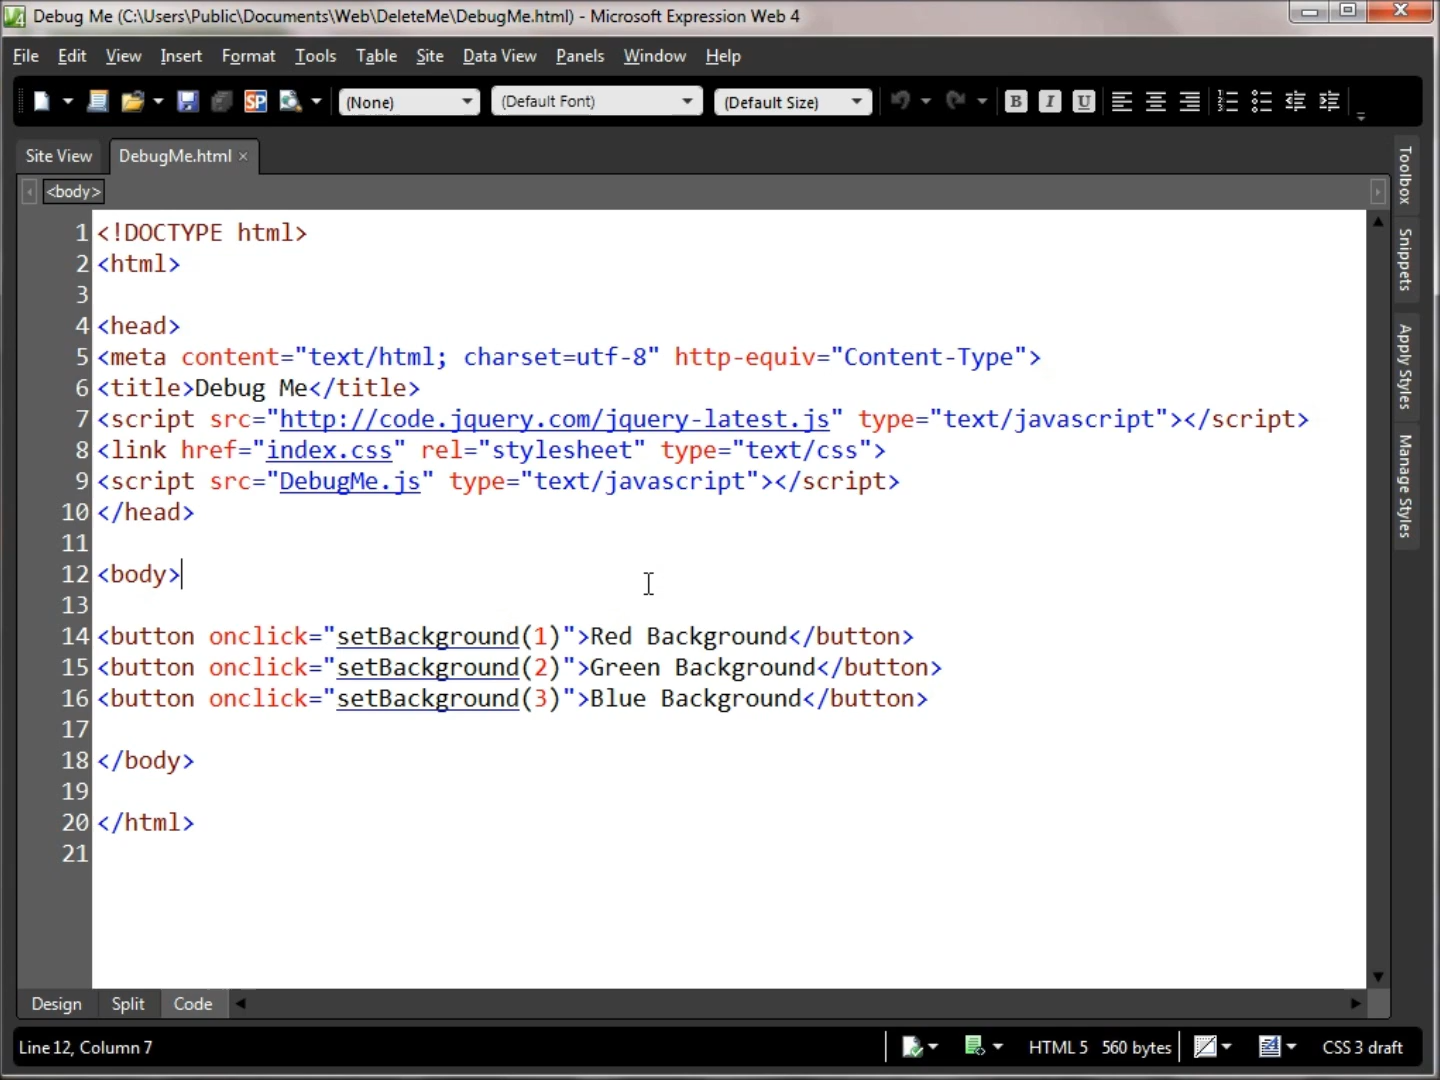 Debug Me (C:\Users\Public\Documents\Web\DeleteMe\DebugMe.html) - Microsoft Expression Web 4
File Edit View Insert Format Tools Table Site Data View Panels Window Help
SP (None) (Default Font) (Default Size) B I U
Site View DebugMe.html ×
<body>
1 <!DOCTYPE html>
2 <html>
3
4 <head>
5 <meta content="text/html; charset=utf-8" http-equiv="Content-Type">
6 <title>Debug Me</title>
7 <script src="http://code.jquery.com/jquery-latest.js" type="text/javascript"></script>
8 <link href="index.css" rel="stylesheet" type="text/css">
9 <script src="DebugMe.js" type="text/javascript"></script>
10 </head>
11
12 <body>
13
14 <button onclick="setBackground(1)">Red Background</button>
15 <button onclick="setBackground(2)">Green Background</button>
16 <button onclick="setBackground(3)">Blue Background</button>
17
18 </body>
19
20 </html>
21
Toolbox
Snippets
Apply Styles
Manage Styles
Design Split Code
Line 12, Column 7 HTML 5 560 bytes CSS 3 draft